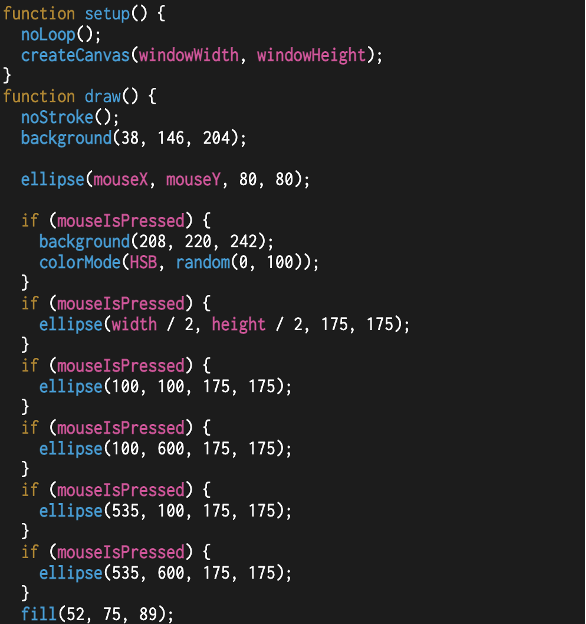 function setup() {
  noLoop();
  createCanvas(windowWidth, windowHeight);
}
function draw() {
  noStroke();
  background(38, 146, 204);

  ellipse(mouseX, mouseY, 80, 80);

  if (mouseIsPressed) {
    background(208, 220, 242);
    colorMode(HSB, random(0, 100));
  }
  if (mouseIsPressed) {
    ellipse(width / 2, height / 2, 175, 175);
  }
  if (mouseIsPressed) {
    ellipse(100, 100, 175, 175);
  }
  if (mouseIsPressed) {
    ellipse(100, 600, 175, 175);
  }
  if (mouseIsPressed) {
    ellipse(535, 100, 175, 175);
  }
  if (mouseIsPressed) {
    ellipse(535, 600, 175, 175);
  }
  fill(52, 75, 89);